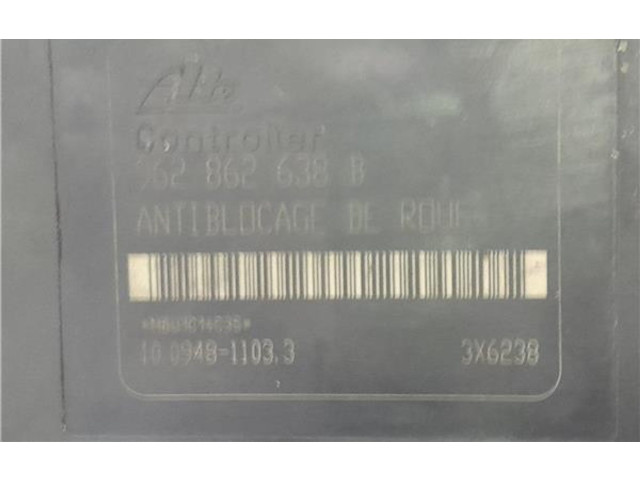 Ate
Controller
962 862 638 B
ANTIBLOCAGE DE ROUE
10.0948-1103.3 3X6238